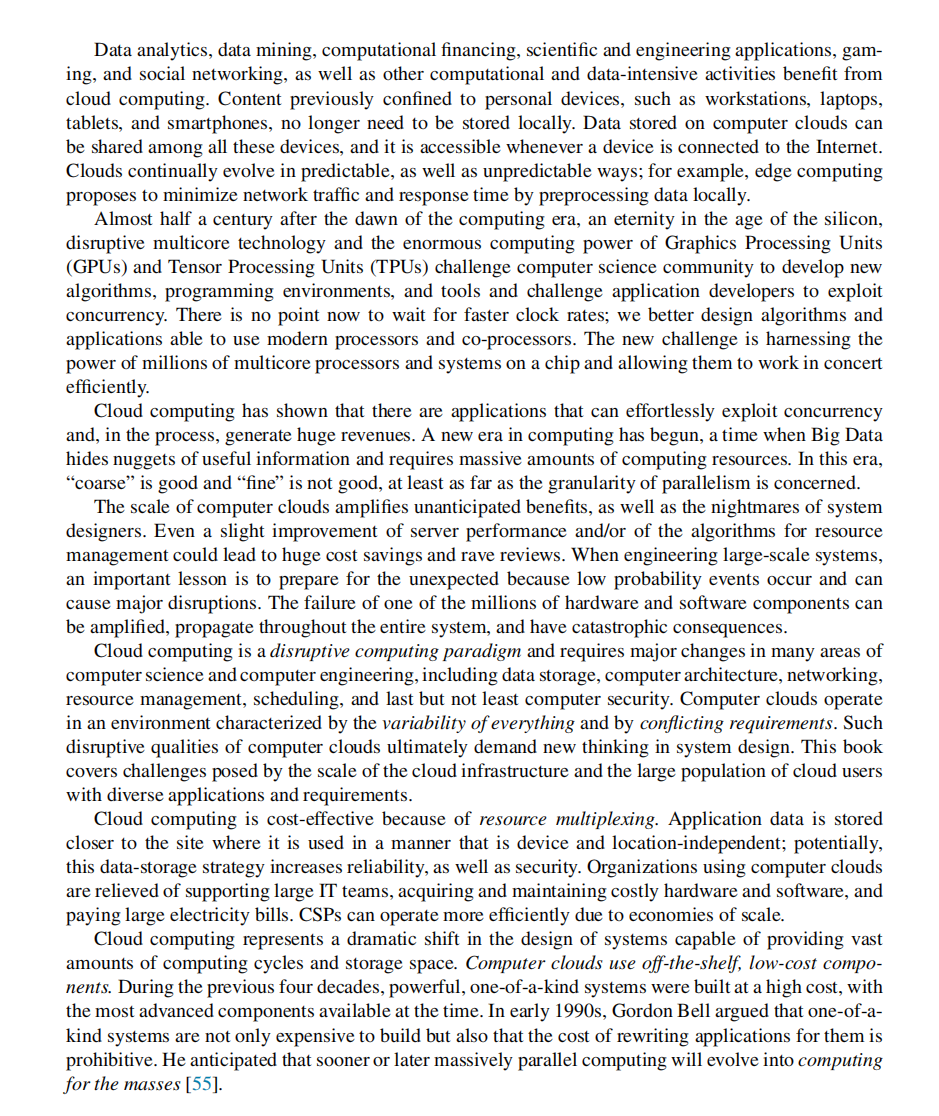 Data analytics, data mining, computational financing, scientific and engineering applications, gam-
ing, and social networking, as well as other computational and data-intensive activities benefit from
cloud computing. Content previously confined to personal devices, such as workstations, laptops,
tablets, and smartphones, no longer need to be stored locally. Data stored on computer clouds can
be shared among all these devices, and it is accessible whenever a device is connected to the Internet.
Clouds continually evolve in predictable, as well as unpredictable ways; for example, edge computing
proposes to minimize network traffic and response time by preprocessing data locally.
Almost half a century after the dawn of the computing era, an eternity in the age of the silicon,
disruptive multicore technology and the enormous computing power of Graphics Processing Units
(GPUs) and Tensor Processing Units (TPUs) challenge computer science community to develop new
algorithms, programming environments, and tools and challenge application developers to exploit
concurrency. There is no point now to wait for faster clock rates; we better design algorithms and
applications able to use modern processors and co-processors. The new challenge is harnessing the
power of millions of multicore processors and systems on a chip and allowing them to work in concert
efficiently.
Cloud computing has shown that there are applications that can effortlessly exploit concurrency
and, in the process, generate huge revenues. A new era in computing has begun, a time when Big Data
hides nuggets of useful information and requires massive amounts of computing resources. In this era,
“coarse” is good and “fine” is not good, at least as far as the granularity of parallelism is concerned.
The scale of computer clouds amplifies unanticipated benefits, as well as the nightmares of system
designers. Even a slight improvement of server performance and/or of the algorithms for resource
management could lead to huge cost savings and rave reviews. When engineering large-scale systems,
an important lesson is to prepare for the unexpected because low probability events occur and can
cause major disruptions. The failure of one of the millions of hardware and software components can
be amplified, propagate throughout the entire system, and have catastrophic consequences.
Cloud computing is a disruptive computing paradigm and requires major changes in many areas of
computer science and computer engineering, including data storage, computer architecture, networking,
resource management, scheduling, and last but not least computer security. Computer clouds operate
in an environment characterized by the variability of everything and by conflicting requirements. Such
disruptive qualities of computer clouds ultimately demand new thinking in system design. This book
covers challenges posed by the scale of the cloud infrastructure and the large population of cloud users
with diverse applications and requirements.
Cloud computing is cost-effective because of resource multiplexing. Application data is stored
closer to the site where it is used in a manner that is device and location-independent; potentially,
this data-storage strategy increases reliability, as well as security. Organizations using computer clouds
are relieved of supporting large IT teams, acquiring and maintaining costly hardware and software, and
paying large electricity bills. CSPs can operate more efficiently due to economies of scale.
Cloud computing represents a dramatic shift in the design of systems capable of providing vast
amounts of computing cycles and storage space. Computer clouds use off-the-shelf, low-cost compo-
nents. During the previous four decades, powerful, one-of-a-kind systems were built at a high cost, with
the most advanced components available at the time. In early 1990s, Gordon Bell argued that one-of-a-
kind systems are not only expensive to build but also that the cost of rewriting applications for them is
prohibitive. He anticipated that sooner or later massively parallel computing will evolve into computing
for the masses [55].